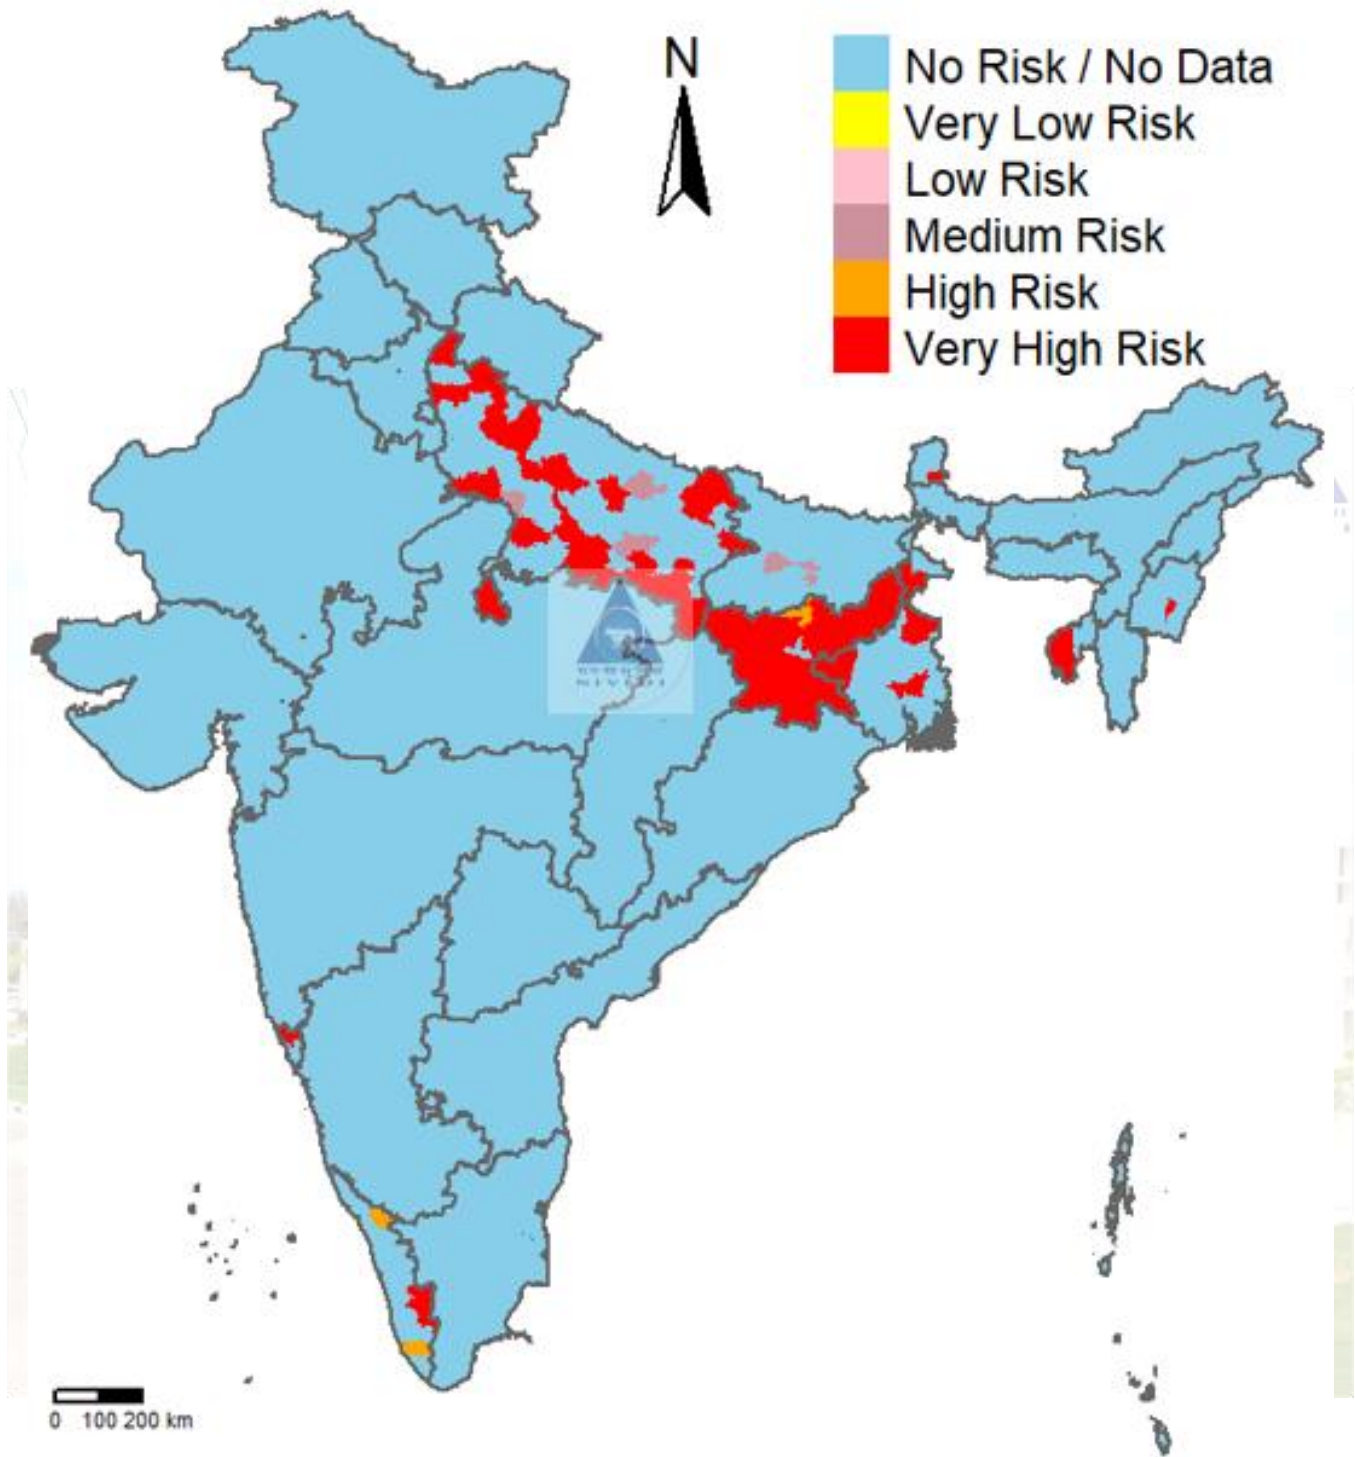 N
No Risk / No Data
Very Low Risk
Low Risk
Medium Risk
High Risk
Very High Risk
NIVEDI
0 100 200 km